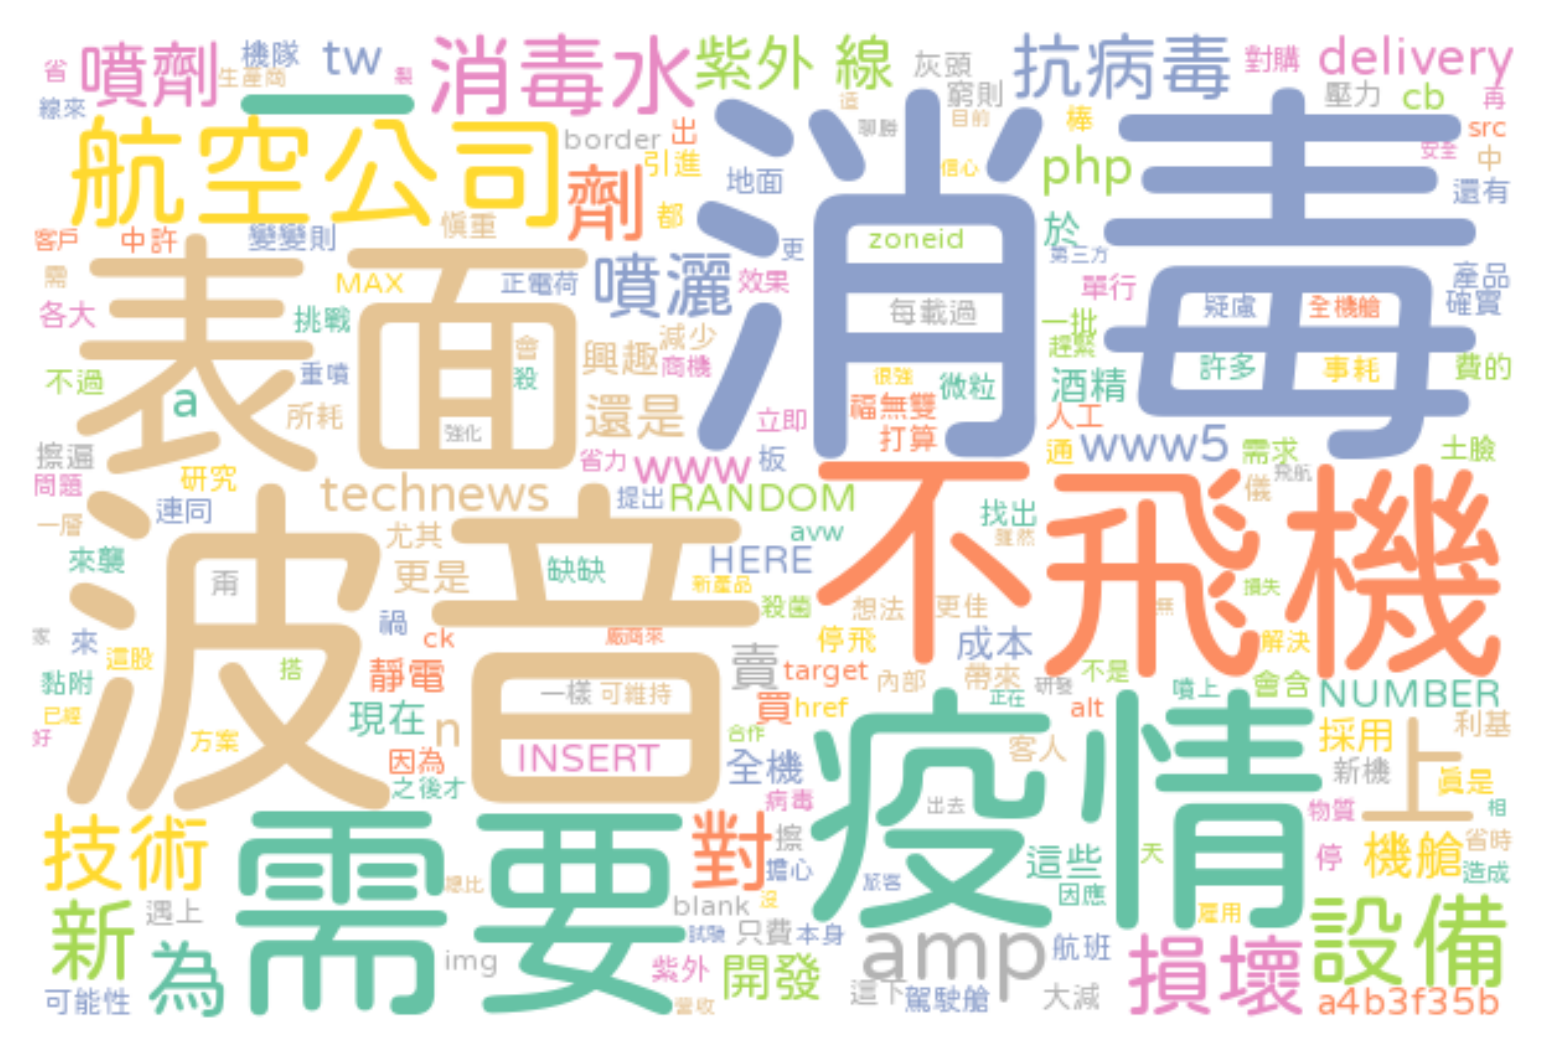 省
噴劑
機隊
生產商
tw
製
消毒水
紫外
線
灰頭
窮則
抗病毒
對購
delivery
壓力
cb
再
線來
一
航空公司
border
出
引進
劑
都
地面
消毒
聊勝
目前
信心
棒
php
src
安全
中
還有
於
第三方
客戶
中許
變變則
慎重
zoneid
更
表面
MAX
正電荷
噴灑
效果
每載過
單行
產品
確實
疑慮
全機艙
需
各大
挑戰
減少
商機
興趣
一批
趕緊
不過
a
重噴
會
殺
很強
微粒
酒精
許多
事耗
費的
所耗
還是
立即
福無雙
打算
人工
擦遍
強化
省力
www
板
通
www5
需求
土臉
問題
研究
technews
提出
RANDOM
不
飛機
儀
飛航
一層
連同
尤其
avw
找出
雖然
來襲
波音
更是
缺缺
HERE
新產品
殺菌
想法
更佳
損失
無
家
來
禍
ck
廠商來
停飛
成本
解決
這股
搭
靜電
賣
target
內部
帶來
不是
黏附
一樣
可維持
研發
正在
噴上
會含
NUMBER
已經
好
方案
現在
n
買
href
alt
疫情
利基
合作
客人
採用
上
因為
INSERT
全機
新機
真是
之後才
病毒
出去
物質
相
技術
需要
對
擦
擔心
這些
天
停
機艙
省時
造成
總比
旅客
因應
新
遇上
blank
沒
雇用
設備
為
試驗
只費
本身
amp
航班
損壞
img
紫外
開發
可能性
營收
這下
駕駛艙
大減
a4b3f35b